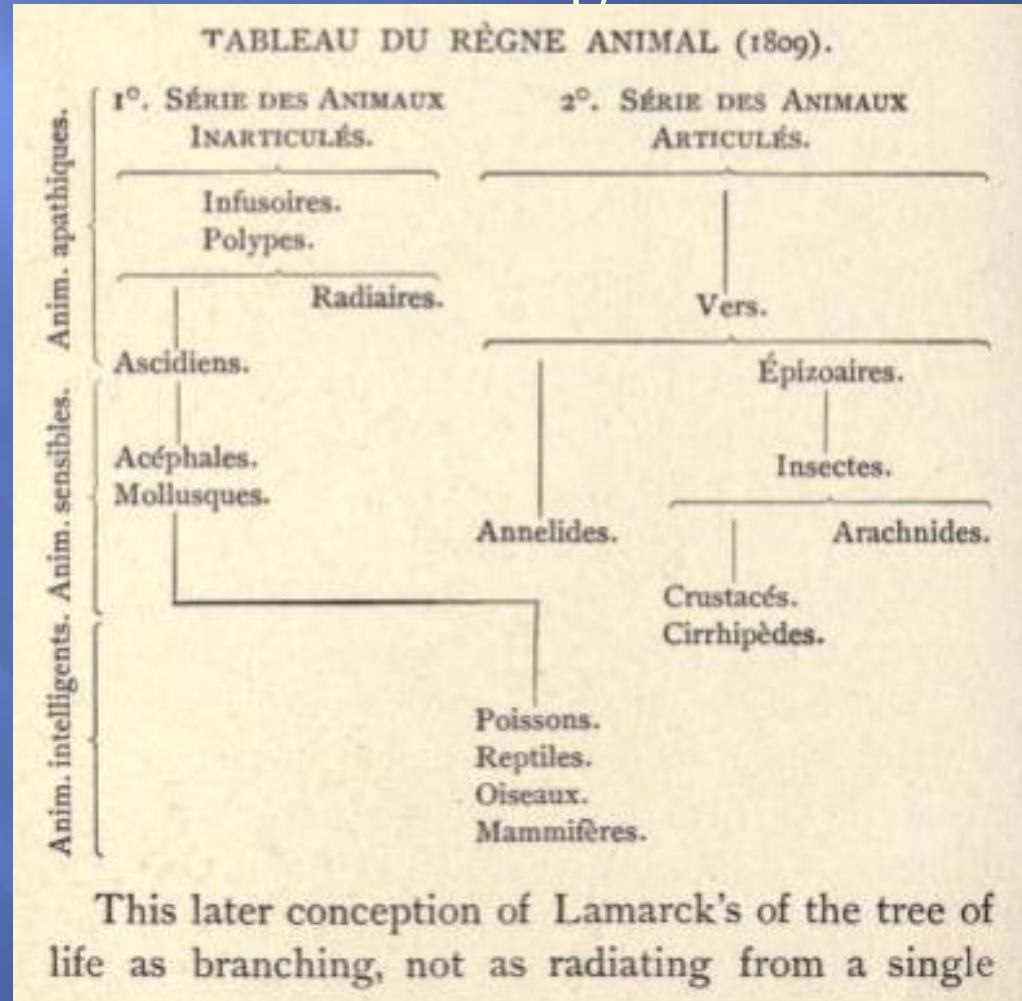 TABLEAU DU RÈGNE ANIMAL (1809).
Anim. apathiques.
1°. SÉRIE DES ANIMAUX
INARTICULÉS.
2°. SÉRIE DES ANIMAUX
ARTICULÉS.
Infusoires.
Polypes.
Radiaires.
Vers.
Ascidiens.
Épizoaires.
Anim. sensibles.
Acéphales.
Mollusques.
Insectes.
Annelides.
Arachnides.
Crustacés.
Cirrhipèdes.
Anim. intelligents.
Poissons.
Reptiles.
Oiseaux.
Mammifères.
This later conception of Lamarck's of the tree of
life as branching, not as radiating from a single